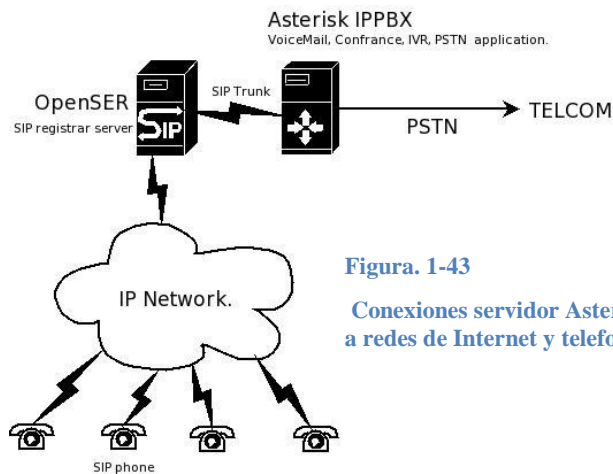 Asterisk IPPBX
VoiceMail, Confrance, IVR, PSTN application.
OpenSER
SIP registrar server
SIP Trunk
SIP
PSTN
TELCOM
IP Network.
Figura. 1-43
Conexiones servidor Aster
a redes de Internet y telefo
SIP phone